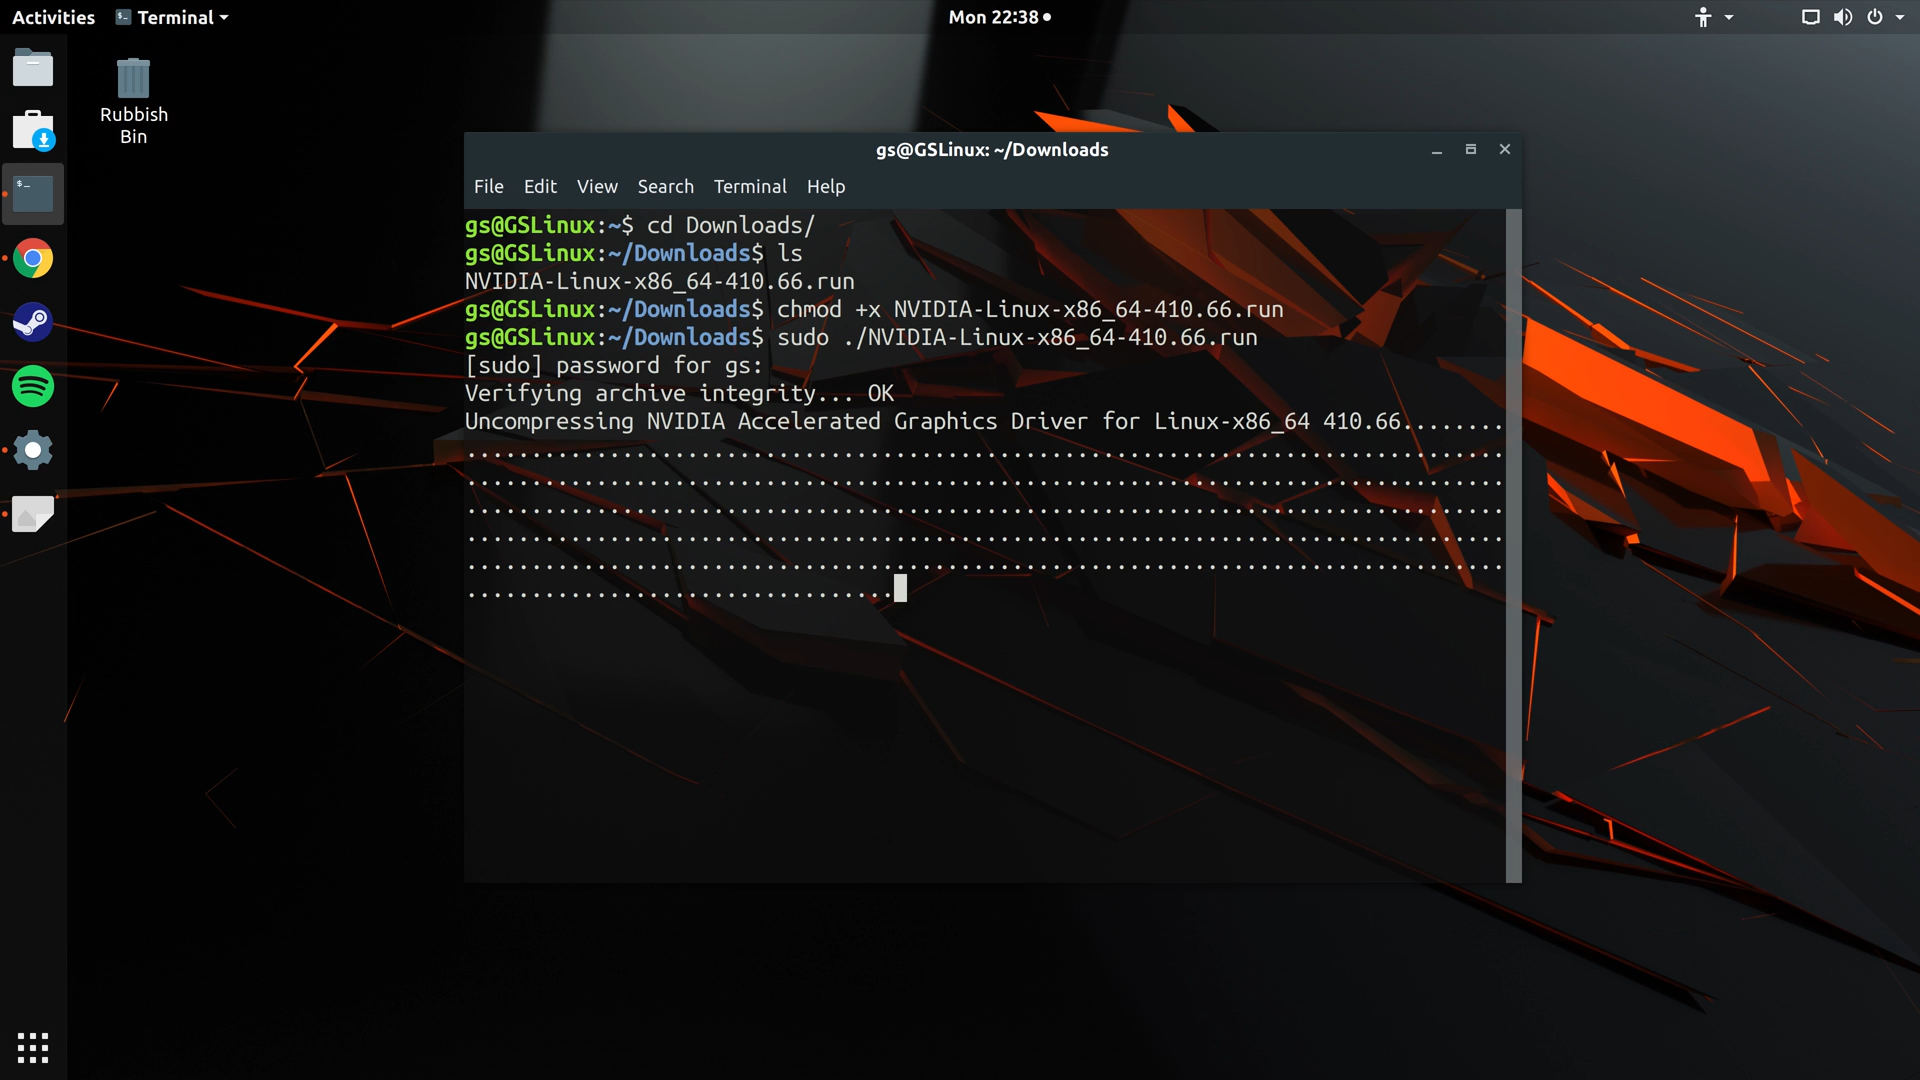 Activities Terminal Mon 22:38
Rubbish
Bin
gs@GSLinux: ~/Downloads
File Edit View Search Terminal Help
gs@GSLinux:~$ cd Downloads/
gs@GSLinux:~/Downloads$ ls
NVIDIA-Linux-x86_64-410.66.run
gs@GSLinux:~/Downloads$ chmod +x NVIDIA-Linux-x86_64-410.66.run
gs@GSLinux:~/Downloads$ sudo ./NVIDIA-Linux-x86_64-410.66.run
[sudo] password for gs:
Verifying archive integrity... OK
Uncompressing NVIDIA Accelerated Graphics Driver for Linux-x86_64 410.66........
................................................................................
................................................................................
................................................................................
................................................................................
................................................................................
.................................